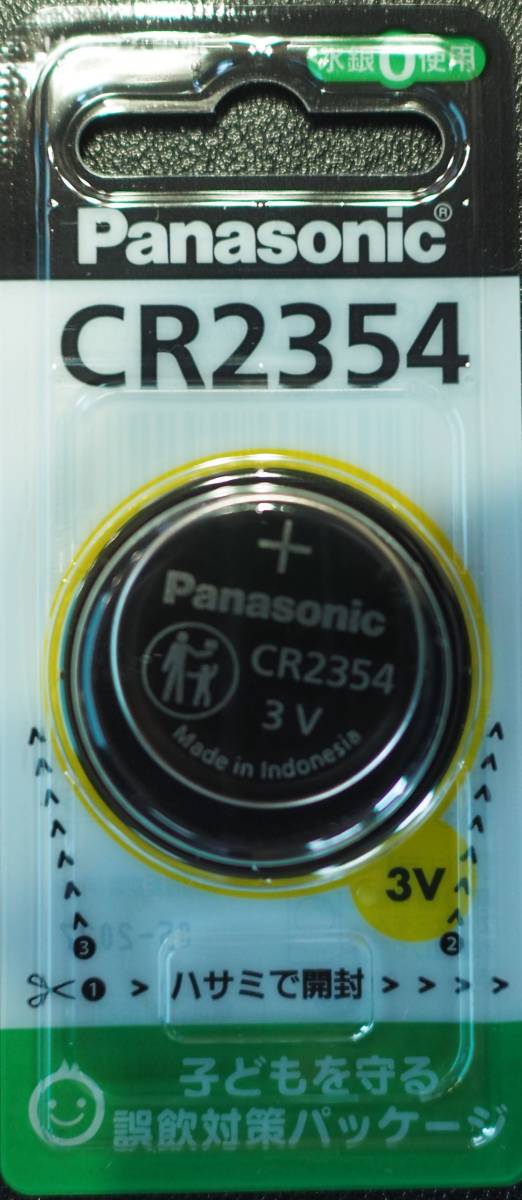 水銀0使用
Panasonic®
CR2354
+
Panasonic
CR2354
3V
Made in Indonesia
3V
3
2
1 > ハサミで開封 > > > >
子どもを守る
誤飲対策パッケージ